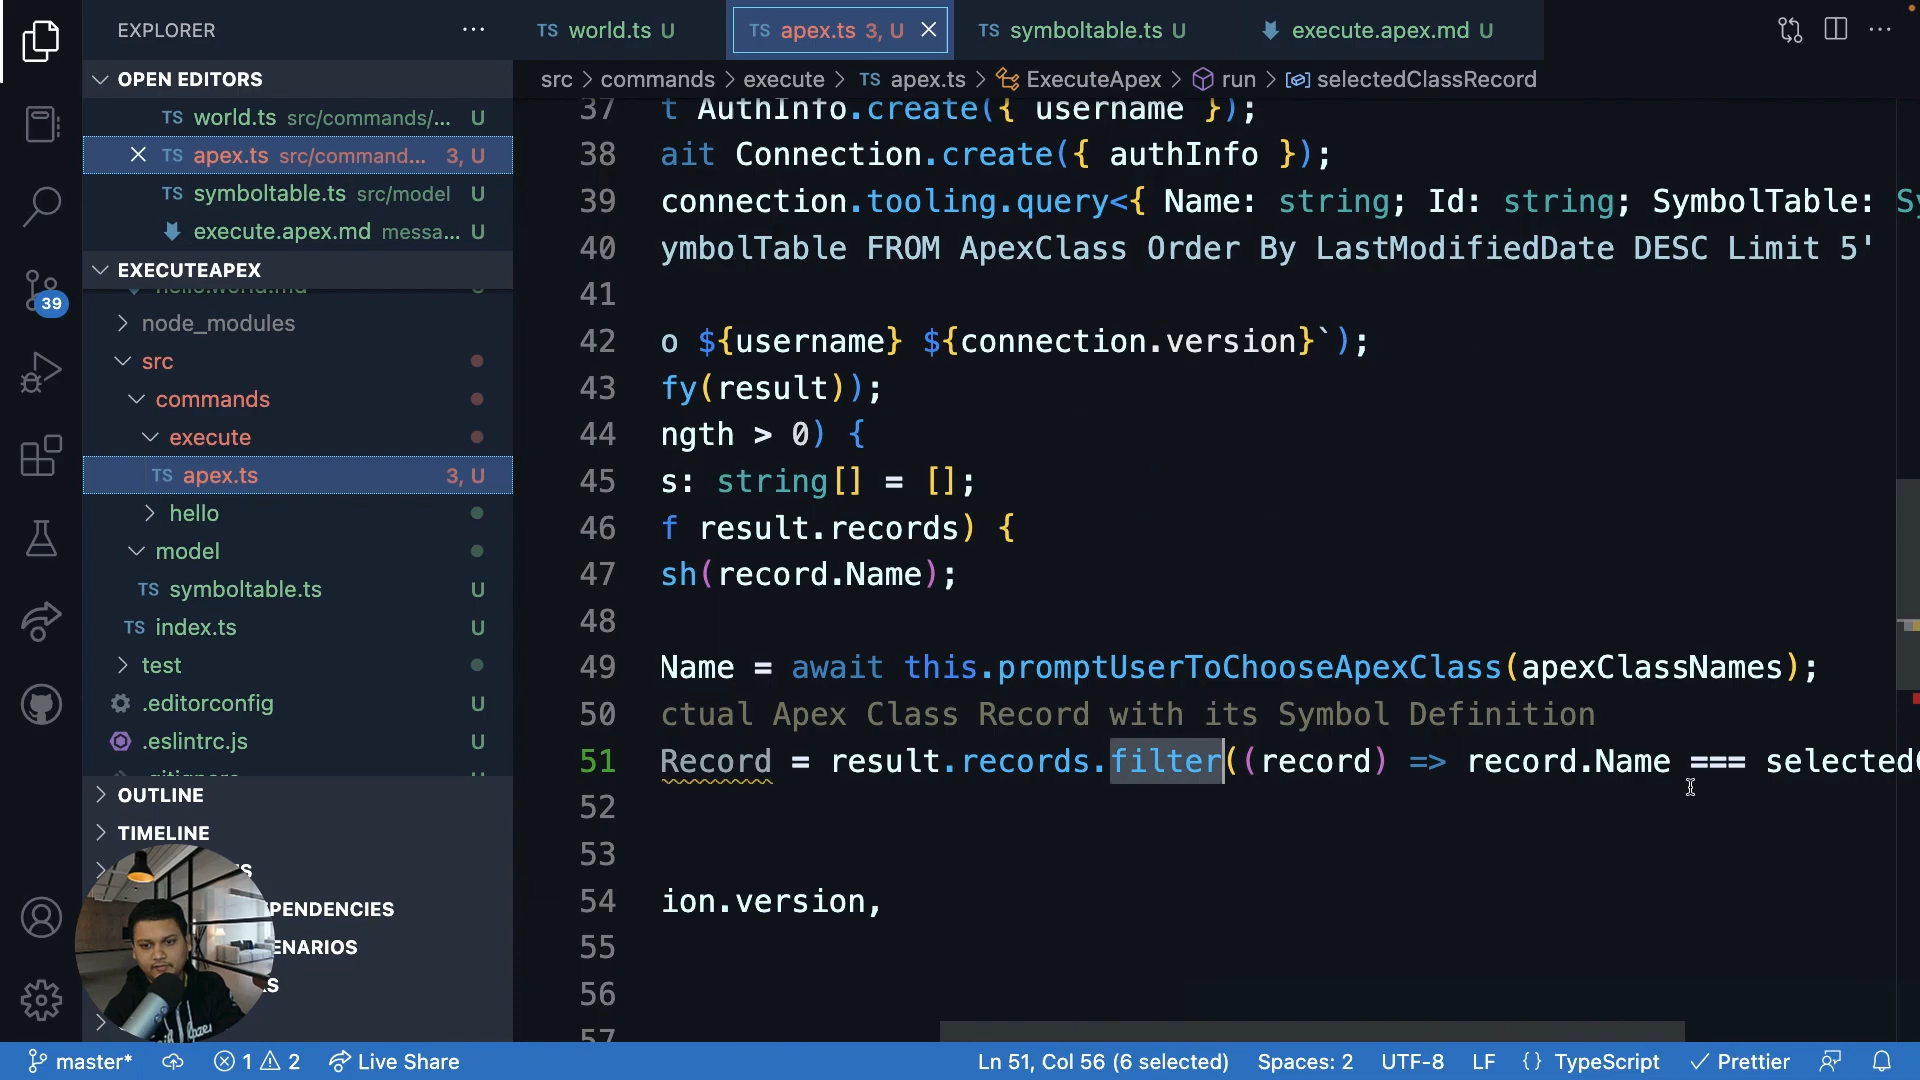 EXPLORER
OPEN EDITORS
TS world.ts src/commands/... U
TS apex.ts src/command... 3, U
TS symboltable.ts src/model U
execute.apex.md messa... U
EXECUTEAPEX
hello.world.md
node_modules
src
commands
execute
TS apex.ts 3, U
hello
model
TS symboltable.ts U
TS index.ts U
test
.editorconfig U
.eslintrc.js U
OUTLINE
TIMELINE
PENDENCIES
ENARIOS
39
TS world.ts U
TS apex.ts 3, U
TS symboltable.ts U
execute.apex.md U
src > commands > execute > TS apex.ts > ExecuteApex > run > selectedClassRecord
37 t AuthInfo.create({ username });
38 ait Connection.create({ authInfo });
39 connection.tooling.query<{ Name: string; Id: string; SymbolTable: Sy
40 ymbolTable FROM ApexClass Order By LastModifiedDate DESC Limit 5'
41
42 o ${username} ${connection.version}`);
43 fy(result));
44 ngth > 0) {
45 s: string[] = [];
46 f result.records) {
47 sh(record.Name);
48
49 Name = await this.promptUserToChooseApexClass(apexClassNames);
50 ctual Apex Class Record with its Symbol Definition
51 Record = result.records.filter((record) => record.Name === selectedC
52
53
54 ion.version,
55
56
57
master* 1 2 Live Share Ln 51, Col 56 (6 selected) Spaces: 2 UTF-8 LF {} TypeScript Prettier